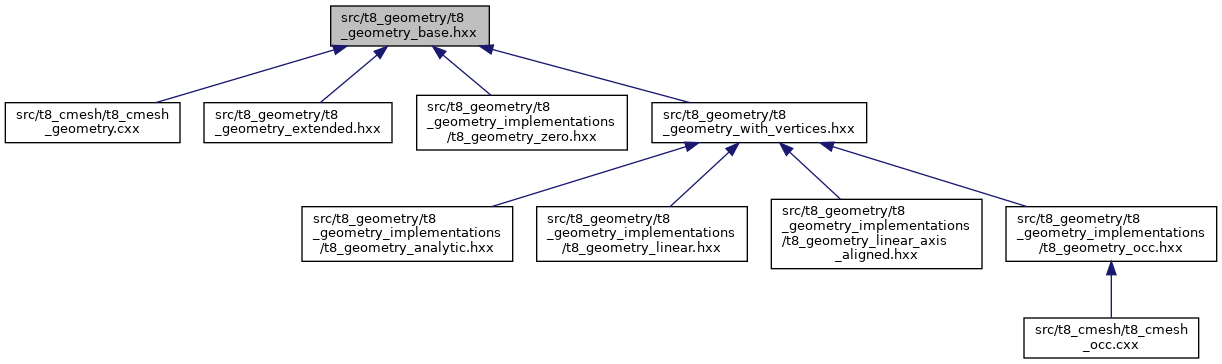 src/t8_geometry/t8
_geometry_base.hxx
src/t8_cmesh/t8_cmesh
_geometry.cxx
src/t8_geometry/t8
_geometry_extended.hxx
src/t8_geometry/t8
_geometry_implementations
/t8_geometry_zero.hxx
src/t8_geometry/t8
_geometry_with_vertices.hxx
src/t8_geometry/t8
_geometry_implementations
/t8_geometry_analytic.hxx
src/t8_geometry/t8
_geometry_implementations
/t8_geometry_linear.hxx
src/t8_geometry/t8
_geometry_implementations
/t8_geometry_linear_axis
_aligned.hxx
src/t8_geometry/t8
_geometry_implementations
/t8_geometry_occ.hxx
src/t8_cmesh/t8_cmesh
_occ.cxx